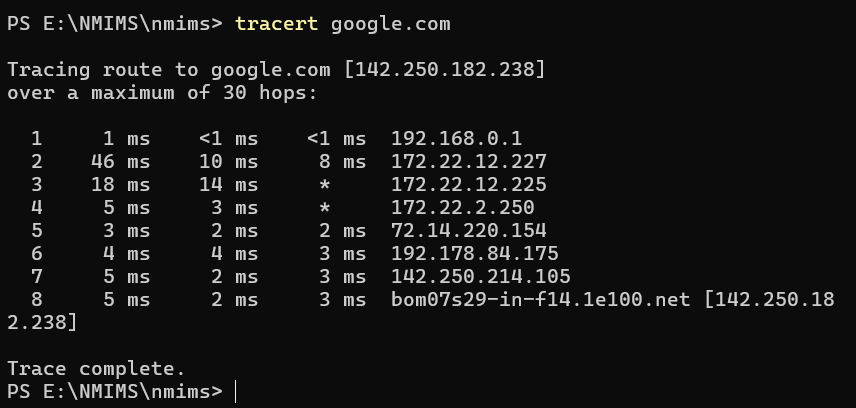 PS E:\NMIMS\nmims> tracert google.com
Tracing route to google.com [142.250.182.238]
over a maximum of 30 hops:
1 1 ms <1 ms <1 ms 192.168.0.1
2 46 ms 10 ms 8 ms 172.22.12.227
3 18 ms 14 ms * 172.22.12.225
4 5 ms 3 ms * 172.22.2.250
5 3 ms 2 ms 2 ms 72.14.220.154
6 4 ms 4 ms 3 ms 192.178.84.175
7 5 ms 2 ms 3 ms 142.250.214.105
8 5 ms 2 ms 3 ms bom07s29-in-f14.1e100.net [142.250.18
2.238]
Trace complete.
PS E:\NMIMS\nmims>